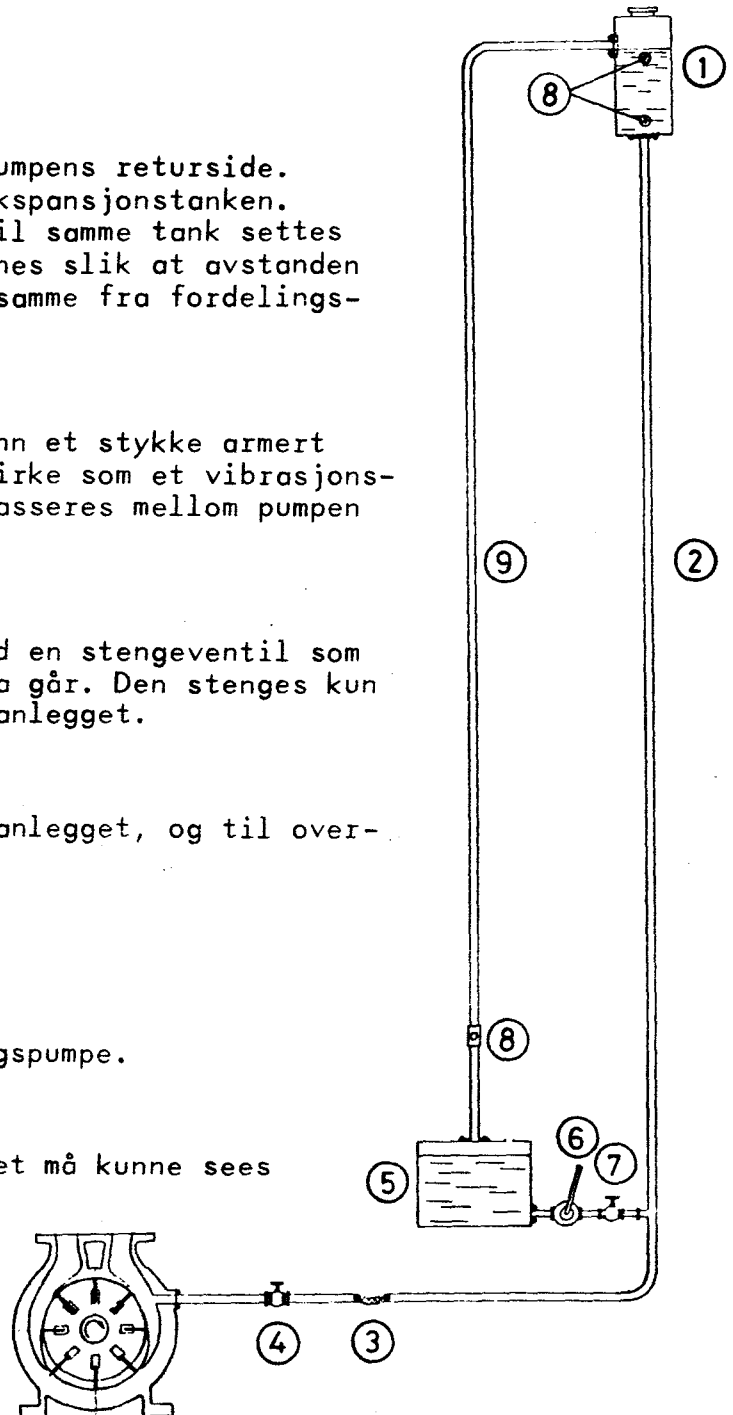 1
8
umpens returside.
kspansjonstanken.
il samme tank settes
nes slik at avstanden
samme fra fordelings-
nn et stykke armert
irke som et vibrasjons-
asseres mellom pumpen
9
2
d en stengeventil som
a går. Den stenges kun
anlegget.
anlegget, og til over-
gspumpe.
8
et må kunne sees
5
6
7
4
3